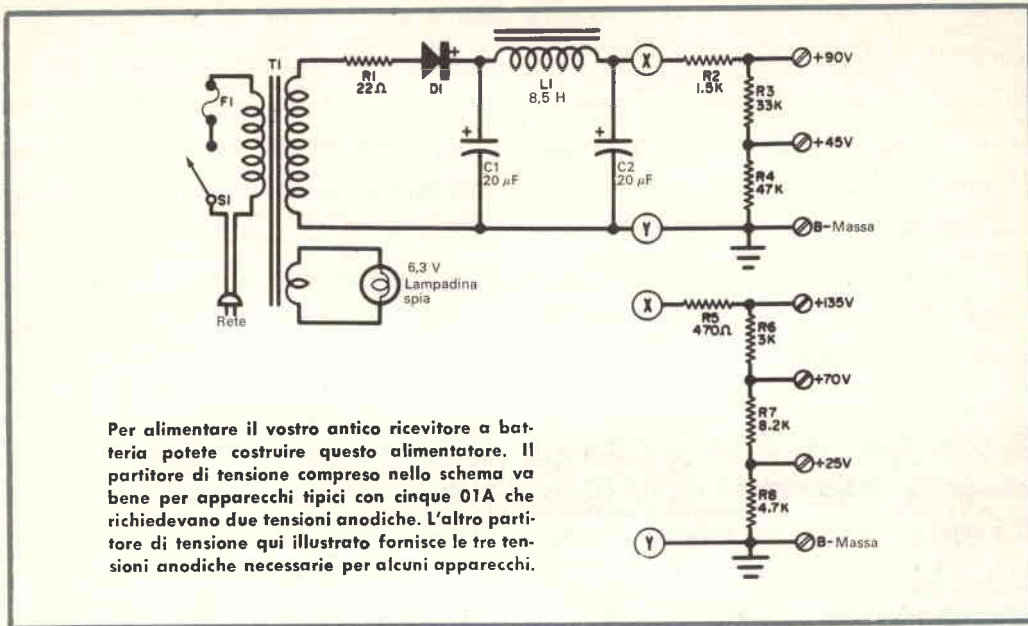 T1
F1
S1
Rete
R1
22Ω
D1
+
L1
8,5 H
+
C1
20 μF
+
C2
20 μF
X
R2
1.5K
+90V
R3
33K
+45V
R4
47K
Y
B-Massa
6,3 V
Lampadina
spia
X
R5
470Ω
+135V
R6
3K
+70V
R7
8.2K
+25V
R8
4.7K
Y
B-Massa
Per alimentare il vostro antico ricevitore a bat-
teria potete costruire questo alimentatore. Il
partitore di tensione compreso nello schema va
bene per apparecchi tipici con cinque 01A che
richiedevano due tensioni anodiche. L'altro parti-
tore di tensione qui illustrato fornisce le tre ten-
sioni anodiche necessarie per alcuni apparecchi.